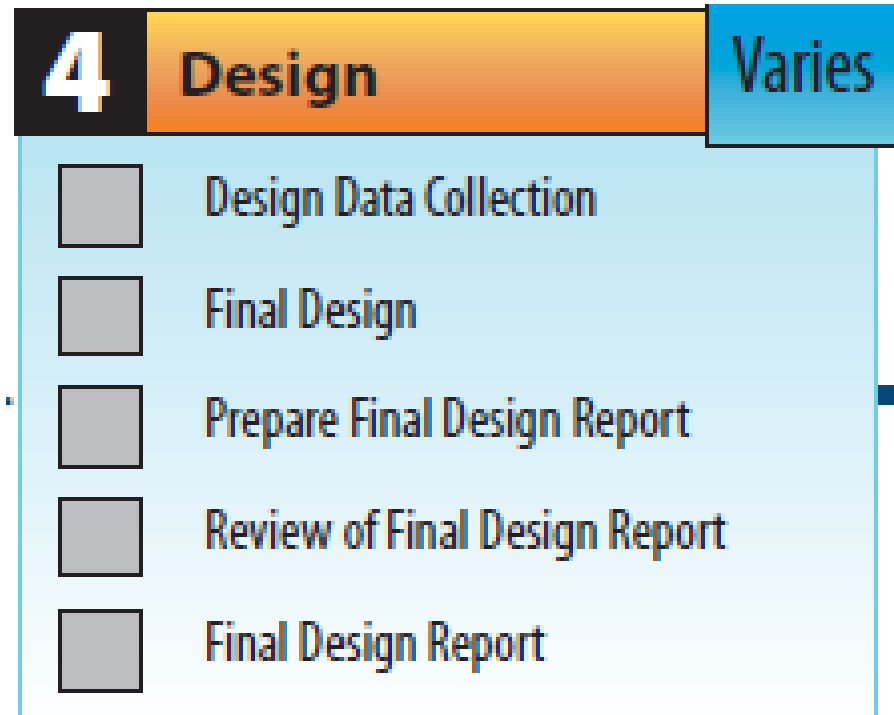 4 Design Varies
Design Data Collection
Final Design
Prepare Final Design Report
Review of Final Design Report
Final Design Report